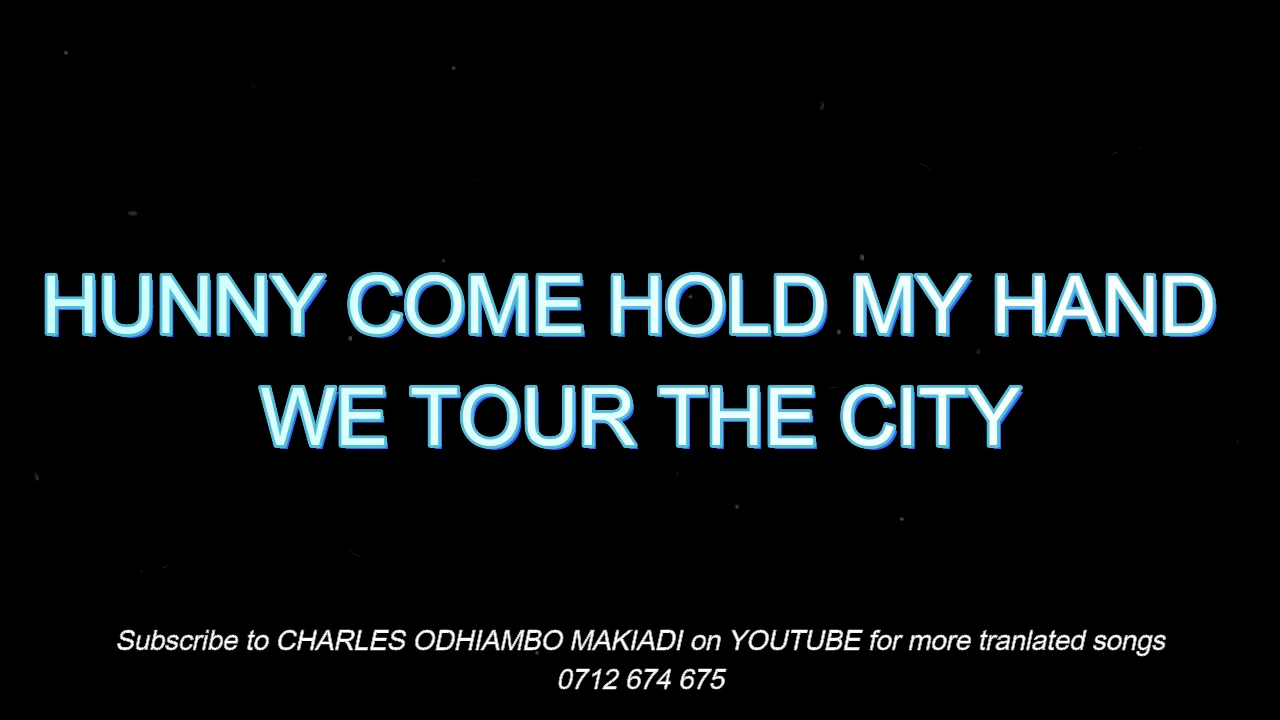 HUNNY COME HOLD MY HAND
WE TOUR THE CITY
Subscribe to CHARLES ODHIAMBO MAKIADI on YOUTUBE for more tranlated songs
0712 674 675